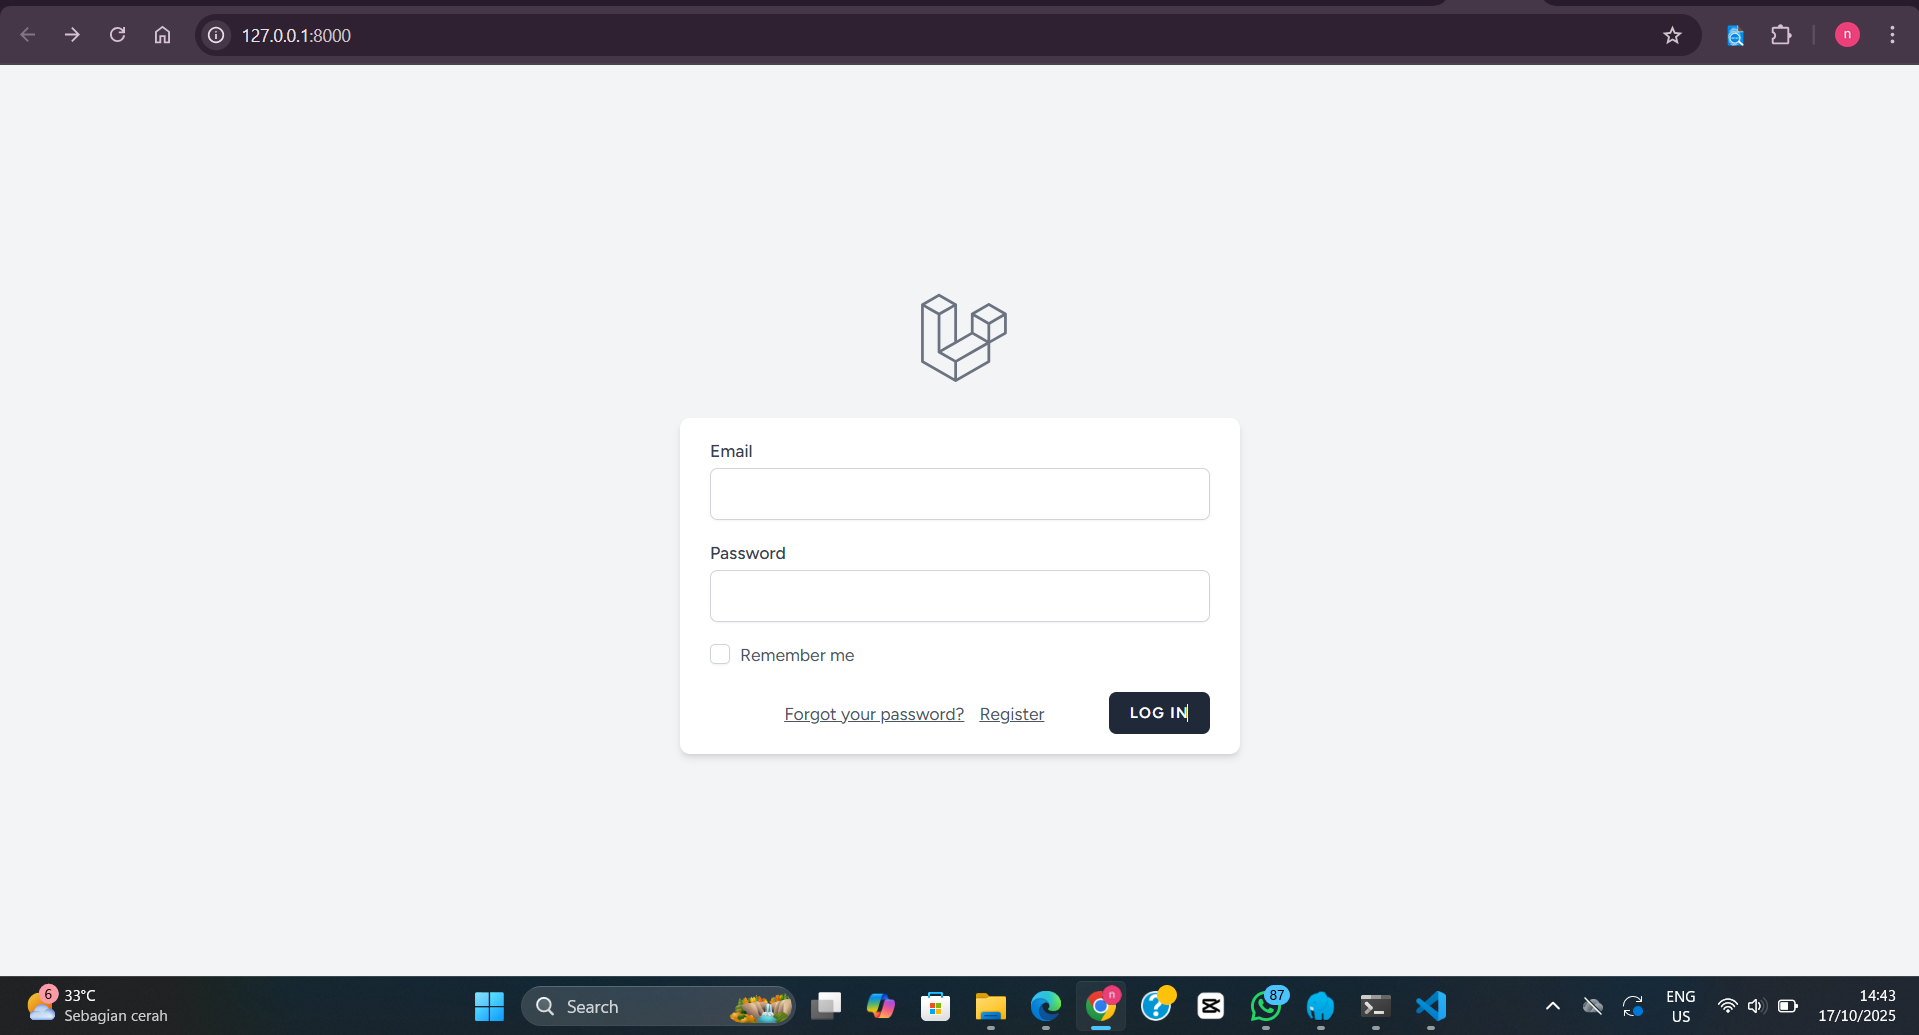 127.0.0.1:8000
n
Email
Password
Remember me
Forgot your password? Register LOG IN
6
33°C
Sebagian cerah
Search
n
87
ENG
US
14:43
17/10/2025